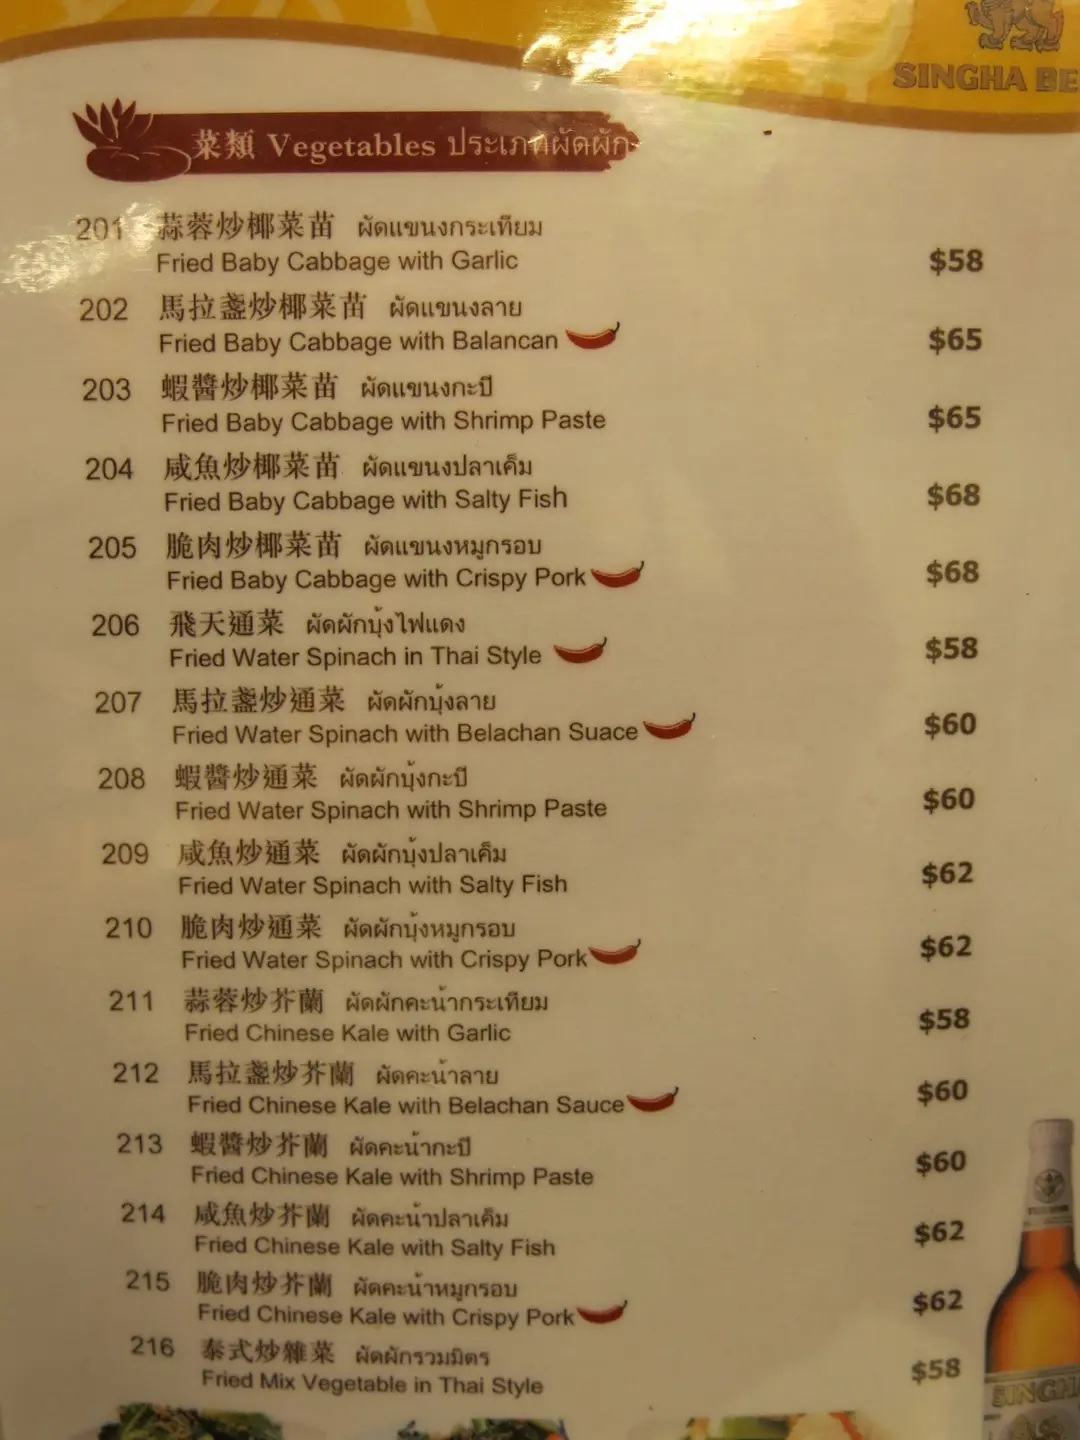 SINGHA BE
菜類 Vegetables ประเภทผัดผัก
201 蒜蓉炒椰菜苗 ผัดแขนงกระเทียม
Fried Baby Cabbage with Garlic $58
202 馬拉盞炒椰菜苗 ผัดแขนงลาย
Fried Baby Cabbage with Balancan $65
203 蝦醬炒椰菜苗 ผัดแขนงกะปี
Fried Baby Cabbage with Shrimp Paste $65
204 咸魚炒椰菜苗 ผัดแขนงปลาเค็ม
Fried Baby Cabbage with Salty Fish $68
205 脆肉炒椰菜苗 ผัดแขนงหมูกรอบ
Fried Baby Cabbage with Crispy Pork $68
206 飛天通菜 ผัดผักบุ้งไฟแดง
Fried Water Spinach in Thai Style $58
207 馬拉盞炒通菜 ผัดผักบุ้งลาย
Fried Water Spinach with Belachan Suace $60
208 蝦醬炒通菜 ผัดผักบุ้งกะปี
Fried Water Spinach with Shrimp Paste $60
209 咸魚炒通菜 ผัดผักบุ้งปลาเค็ม
Fried Water Spinach with Salty Fish $62
210 脆肉炒通菜 ผัดผักบุ้งหมูกรอบ
Fried Water Spinach with Crispy Pork $62
211 蒜蓉炒芥蘭 ผัดผักคะน้ากระเทียม
Fried Chinese Kale with Garlic $58
212 馬拉盞炒芥蘭 ผัดคะน้าลาย
Fried Chinese Kale with Belachan Sauce $60
213 蝦醬炒芥蘭 ผัดคะน้ากะปี
Fried Chinese Kale with Shrimp Paste $60
214 咸魚炒芥蘭 ผัดคะน้าปลาเค็ม
Fried Chinese Kale with Salty Fish $62
215 脆肉炒芥蘭 ผัดคะน้าหมูกรอบ
Fried Chinese Kale with Crispy Pork $62
216 泰式炒雜菜 ผัดผักรวมมิตร
Fried Mix Vegetable in Thai Style $58
SINGH